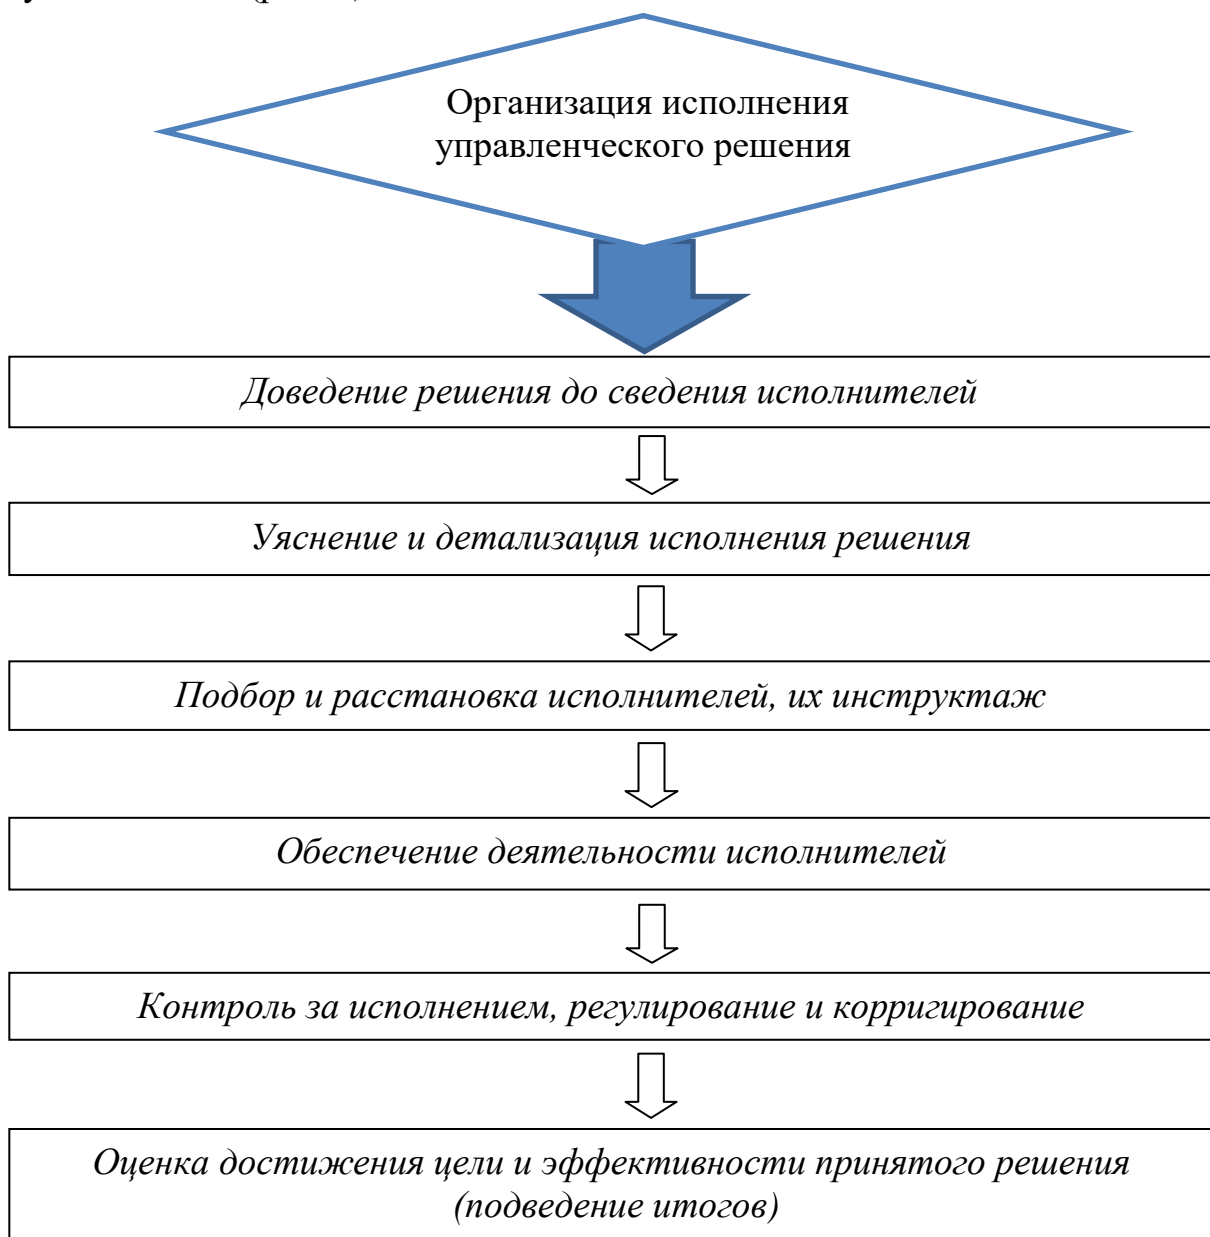 Организация исполнения
управленческого решения
Доведение решения до сведения исполнителей
Уяснение и детализация исполнения решения
Подбор и расстановка исполнителей, их инструктаж
Обеспечение деятельности исполнителей
Контроль за исполнением, регулирование и корригирование
Оценка достижения цели и эффективности принятого решения
(подведение итогов)